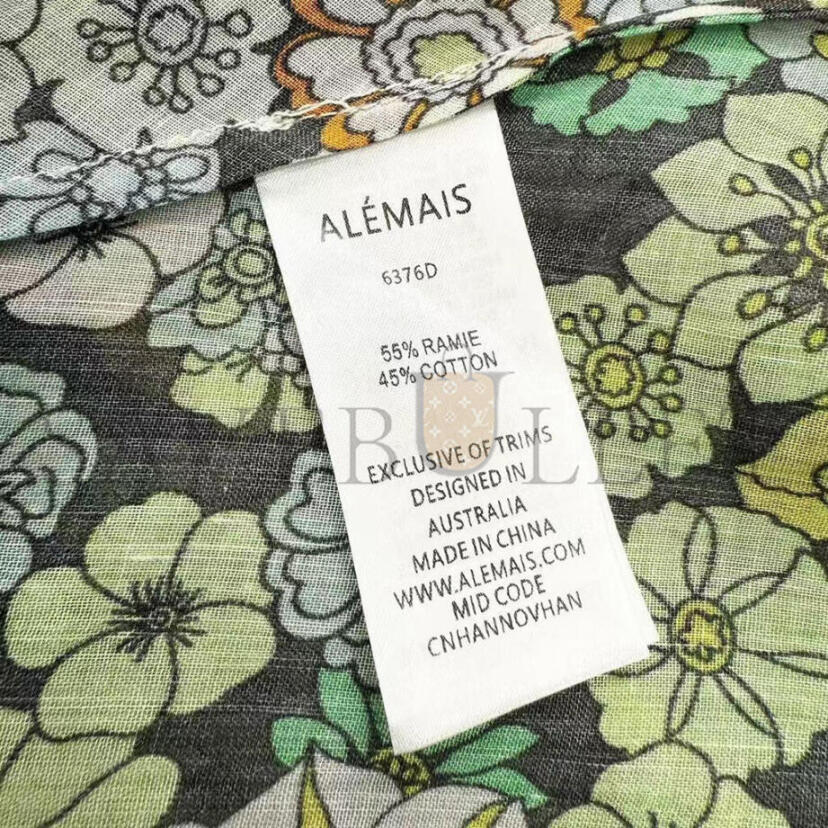 ALÉMAIS
6376D
55% RAMIE
45% COTTON
EXCLUSIVE OF TRIMS
DESIGNED IN
AUSTRALIA
MADE IN CHINA
WWW.ALEMAIS.COM
MID CODE
CNHANNOVHAN